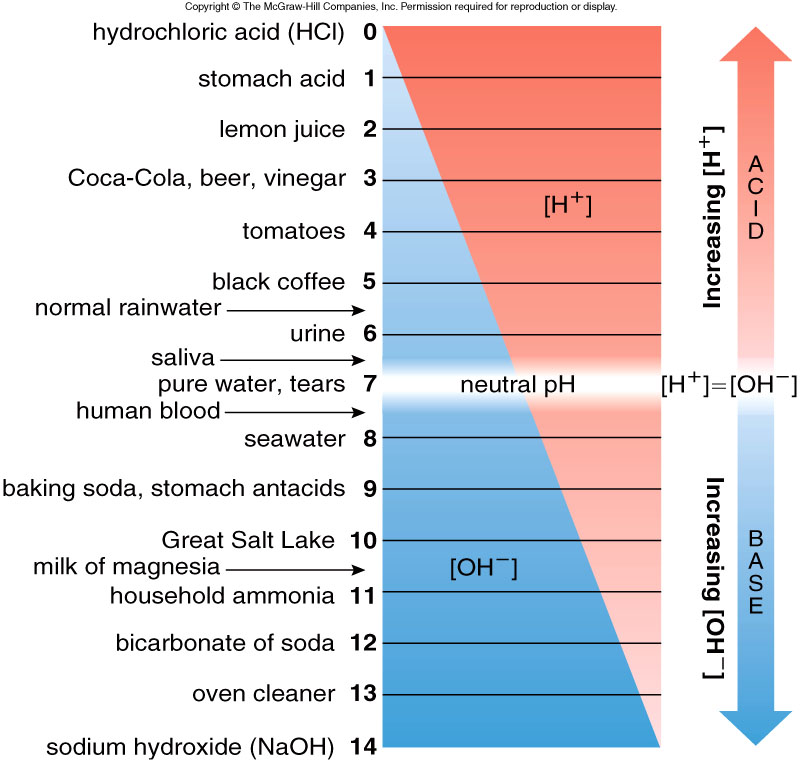 Copyright © The McGraw-Hill Companies, Inc. Permission required for reproduction or display.
hydrochloric acid (HCl) 0
stomach acid 1
lemon juice 2
Coca-Cola, beer, vinegar 3
[H+]
tomatoes 4
black coffee 5
normal rainwater
urine 6
saliva
pure water, tears 7 neutral pH [H+]=[OH−]
human blood
seawater 8
baking soda, stomach antacids 9
Great Salt Lake 10
milk of magnesia [OH−]
household ammonia 11
bicarbonate of soda 12
oven cleaner 13
sodium hydroxide (NaOH) 14
Increasing [H+]
ACID
Increasing [OH−]
BASE